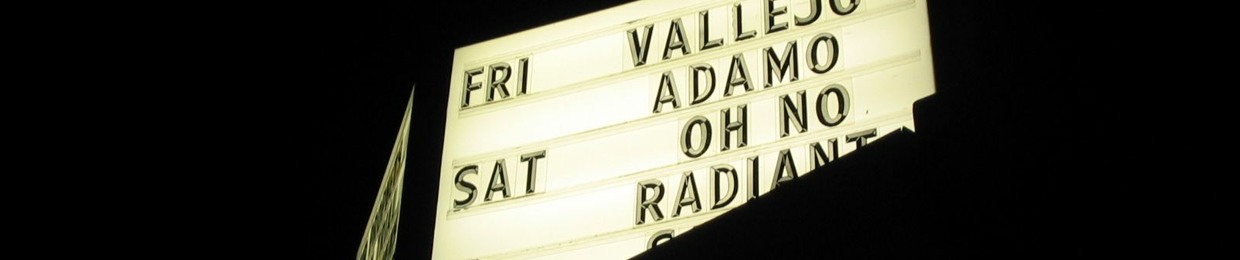 FRI VALLEJO
ADAMO
OH NO
SAT RADIANT